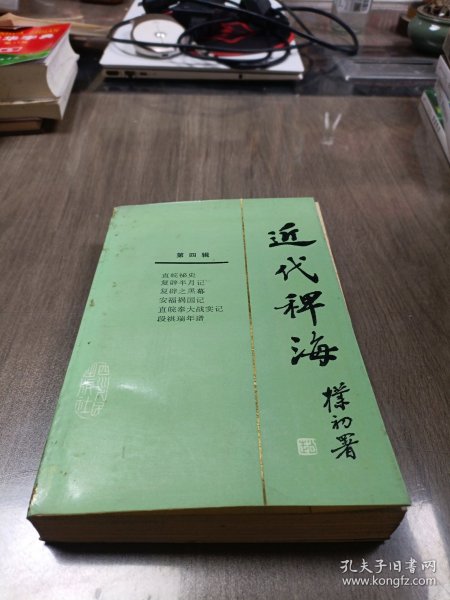 近代稗海
樸初署
第四辑
直皖秘史
复辟半月记
复辟之黑幕
安福祸国记
直皖奉大战实记
段祺瑞年谱
孔夫子旧书网
www.kongfz.com